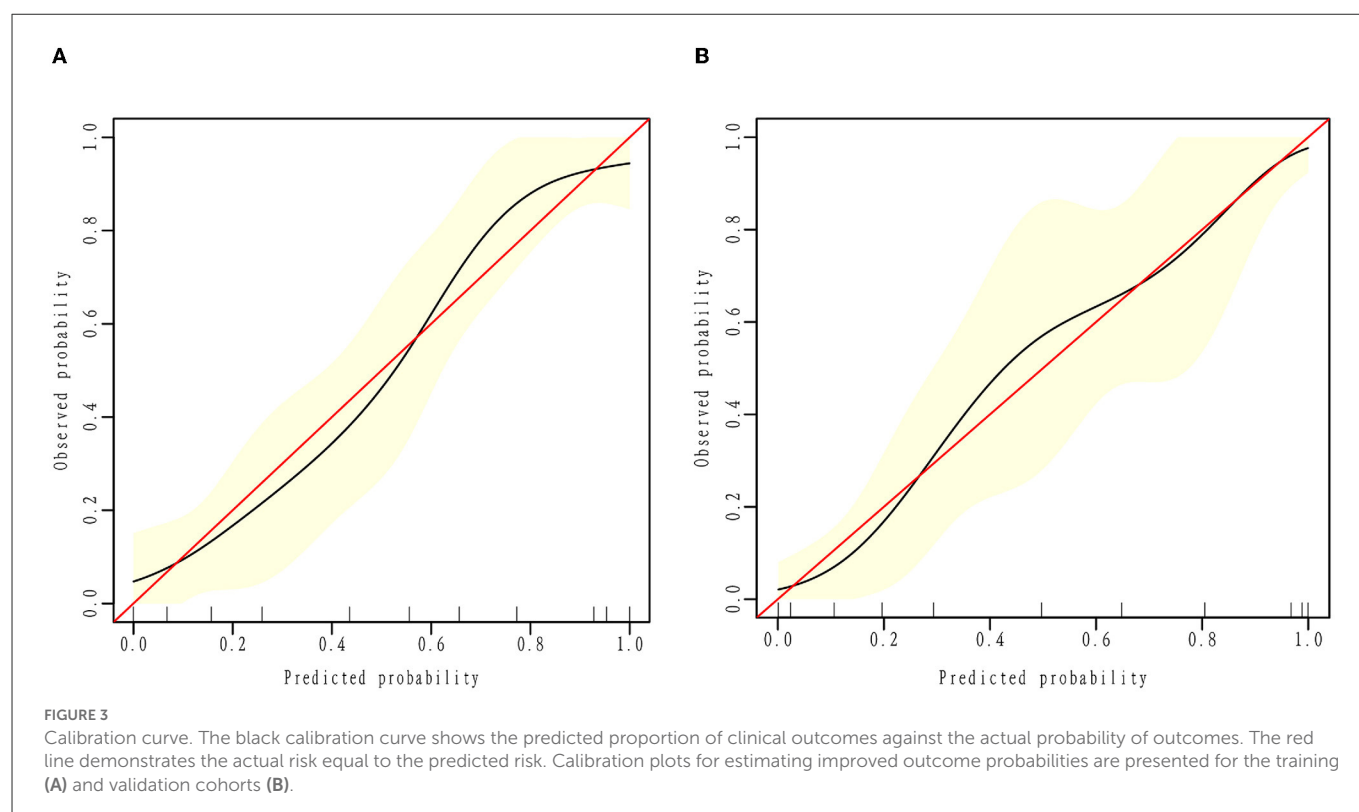 A
B
1.0
0.8
0.6
0.4
0.2
0.0
Observed probability
0.0 0.2 0.4 0.6 0.8 1.0
Predicted probability
1.0
0.8
0.6
0.4
0.2
0.0
Observed probability
0.0 0.2 0.4 0.6 0.8 1.0
Predicted probability
FIGURE 3
Calibration curve. The black calibration curve shows the predicted proportion of clinical outcomes against the actual probability of outcomes. The red
line demonstrates the actual risk equal to the predicted risk. Calibration plots for estimating improved outcome probabilities are presented for the training
(A) and validation cohorts (B).